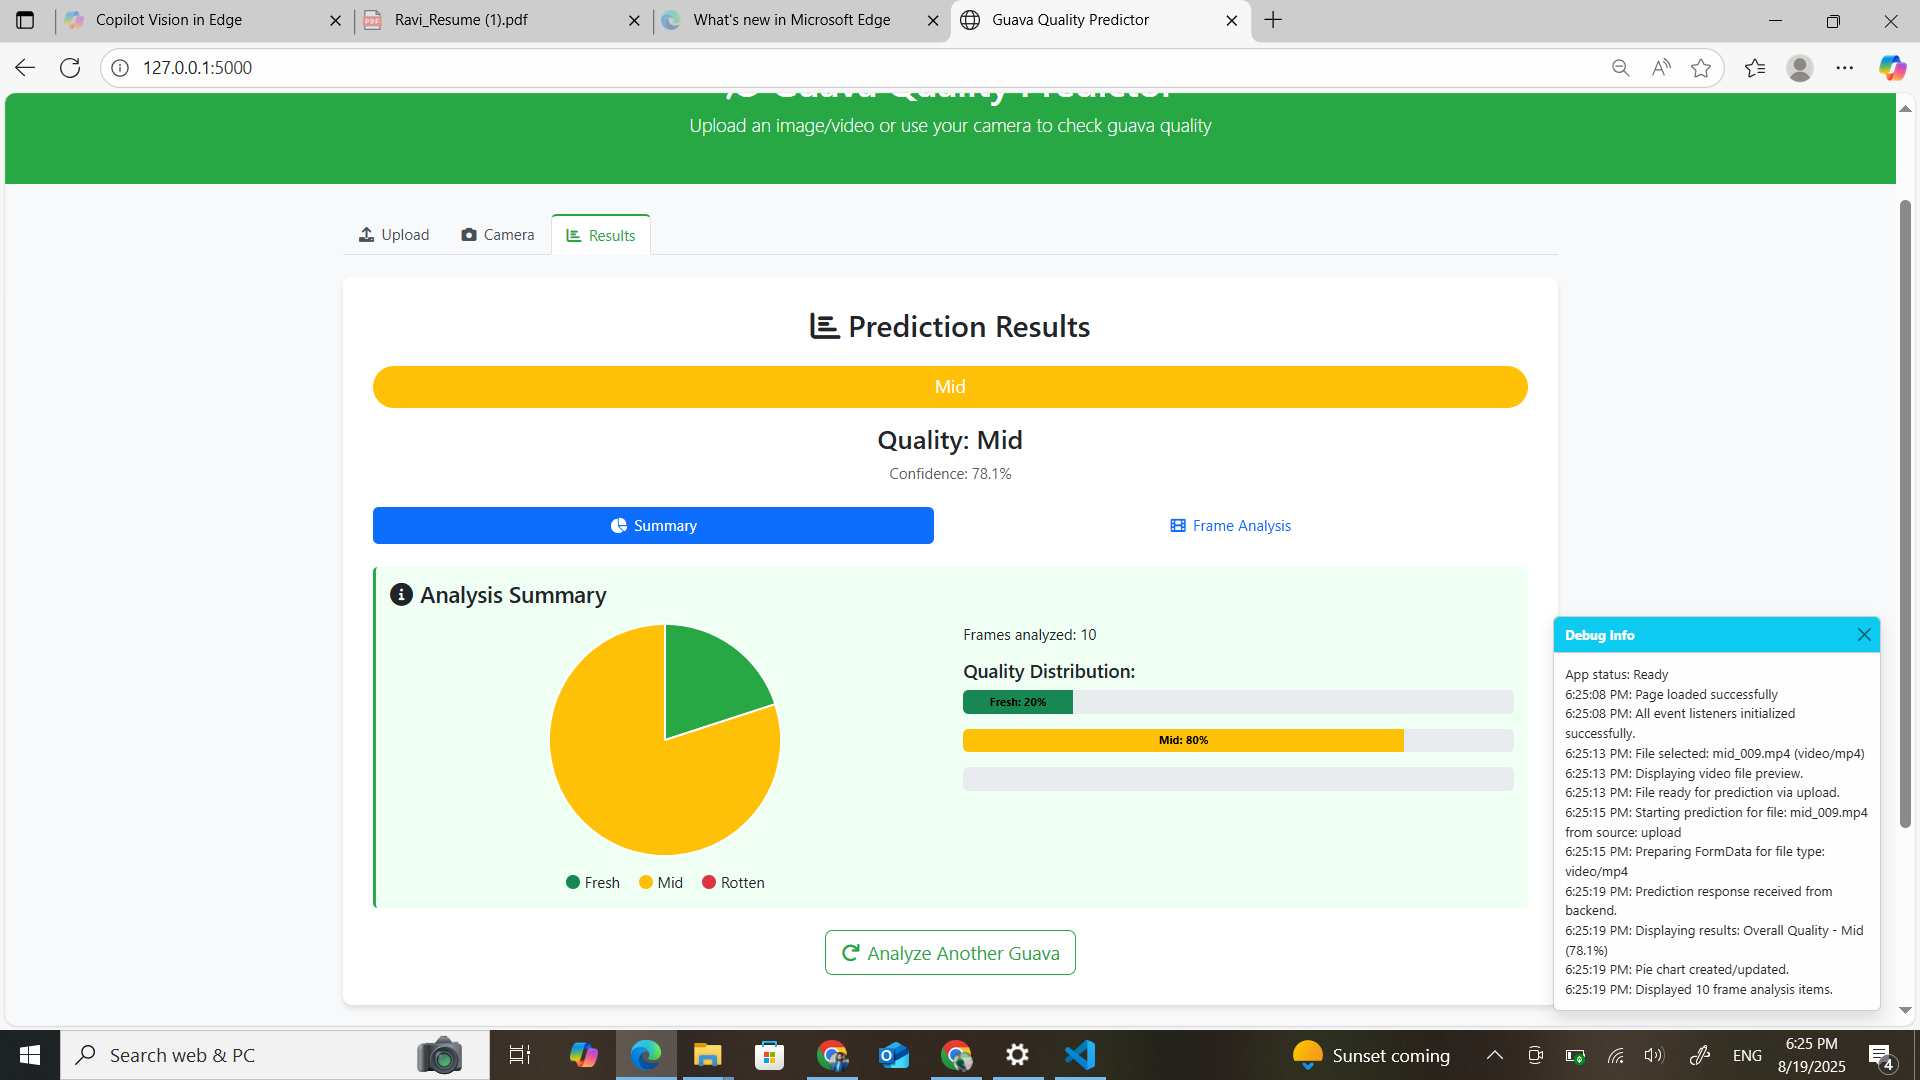 Copilot Vision in Edge
Ravi_Resume (1).pdf
What's new in Microsoft Edge
Guava Quality Predictor
127.0.0.1:5000
Guava Quality Predictor
Upload an image/video or use your camera to check guava quality
Upload
Camera
Results
Prediction Results
Mid
Quality: Mid
Confidence: 78.1%
Summary
Frame Analysis
Analysis Summary
Frames analyzed: 10
Quality Distribution:
Fresh: 20%
Mid: 80%
Fresh
Mid
Rotten
Analyze Another Guava
Debug Info
App status: Ready
6:25:08 PM: Page loaded successfully
6:25:08 PM: All event listeners initialized
successfully.
6:25:13 PM: File selected: mid_009.mp4 (video/mp4)
6:25:13 PM: Displaying video file preview.
6:25:13 PM: File ready for prediction via upload.
6:25:15 PM: Starting prediction for file: mid_009.mp4
from source: upload
6:25:15 PM: Preparing FormData for file type:
video/mp4
6:25:19 PM: Prediction response received from
backend.
6:25:19 PM: Displaying results: Overall Quality - Mid
(78.1%)
6:25:19 PM: Pie chart created/updated.
6:25:19 PM: Displayed 10 frame analysis items.
Search web & PC
Sunset coming
ENG
6:25 PM
8/19/2025
4